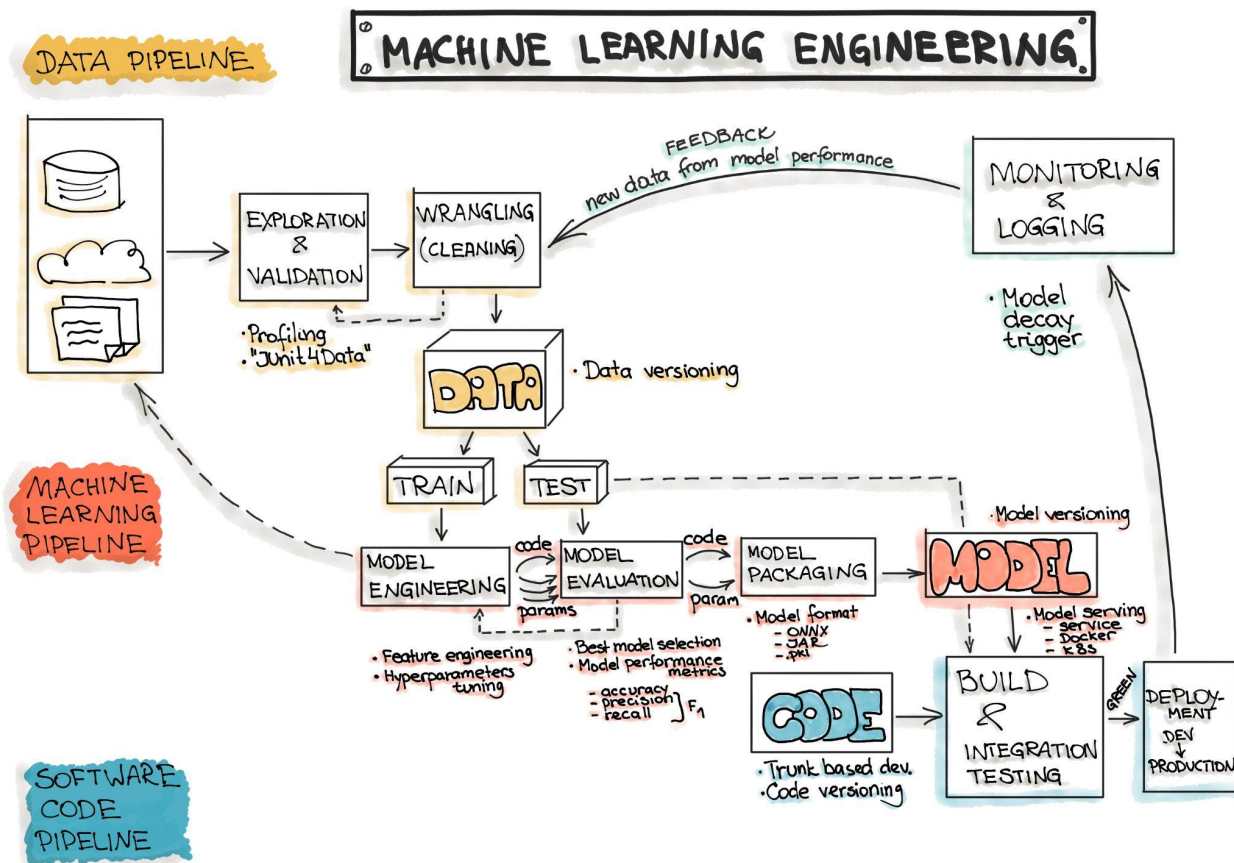 DATA PIPELINE
MACHINE LEARNING ENGINEERING
FEEDBACK
new data from model performance
MONITORING
&
LOGGING
EXPLORATION
&
VALIDATION
WRANGLING
(CLEANING)
· Profiling
· "JUnit4Data"
· Model
decay
trigger
DATA
· Data versioning
TRAIN
TEST
MACHINE
LEARNING
PIPELINE
MODEL
ENGINEERING
code
params
MODEL
EVALUATION
code
param
MODEL
PACKAGING
· Model versioning
MODEL
· Feature engineering
· Hyperparameters
tuning
· Best model selection
· Model performance
metrics
- accuracy
- precision
- recall
F1
· Model format
- ONNX
- JAR
- .pkl
· Model serving
- service
- Docker
- K8S
CODE
· Trunk based dev.
· Code versioning
BUILD
&
INTEGRATION
TESTING
GREEN
DEPLOY-
MENT
DEV
PRODUCTION
SOFTWARE
CODE
PIPELINE